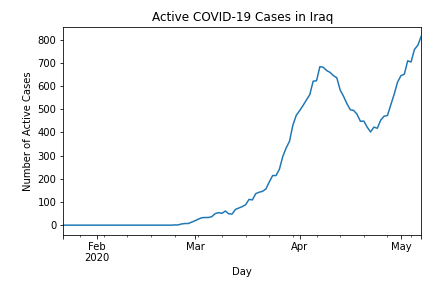 Active COVID-19 Cases in Iraq
Number of Active Cases
800
700
600
500
400
300
200
100
0
Feb
2020
Mar
Apr
May
Day